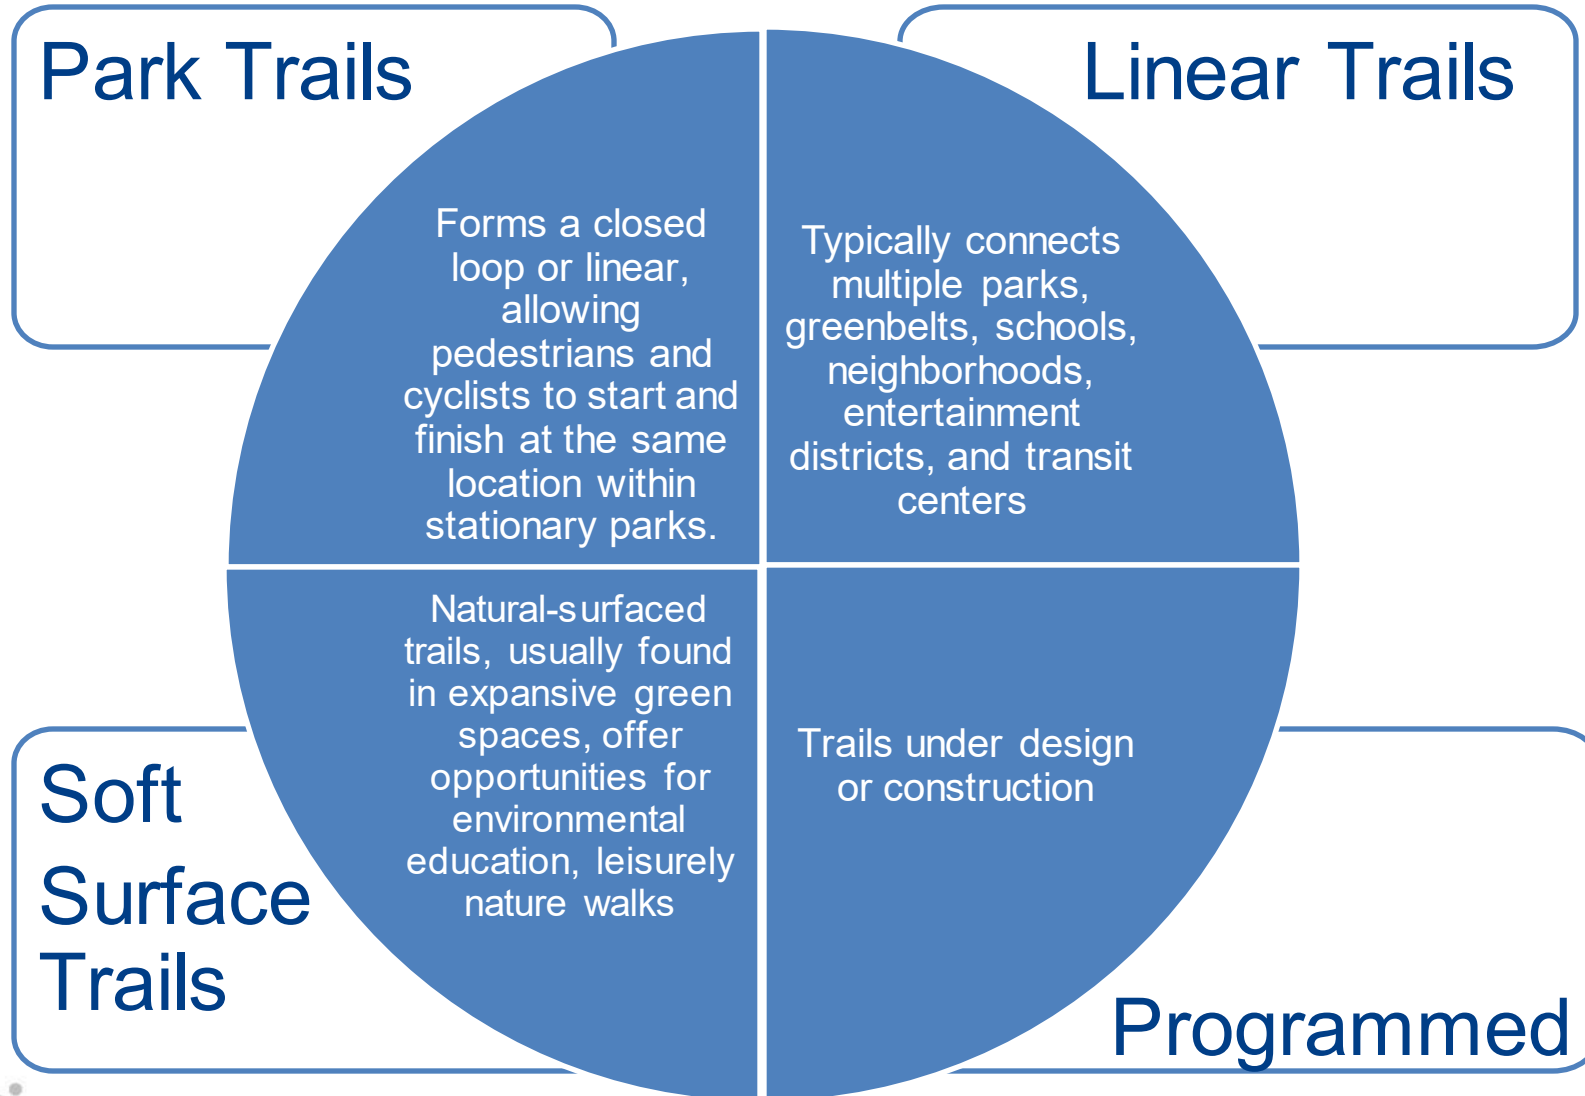 Park Trails
Forms a closed
loop or linear,
allowing
pedestrians and
cyclists to start and
finish at the same
location within
stationary parks.
Linear Trails
Typically connects
multiple parks,
greenbelts, schools,
neighborhoods,
entertainment
districts, and transit
centers
Soft
Surface
Trails
Natural-surfaced
trails, usually found
in expansive green
spaces, offer
opportunities for
environmental
education, leisurely
nature walks
Trails under design
or construction
Programmed